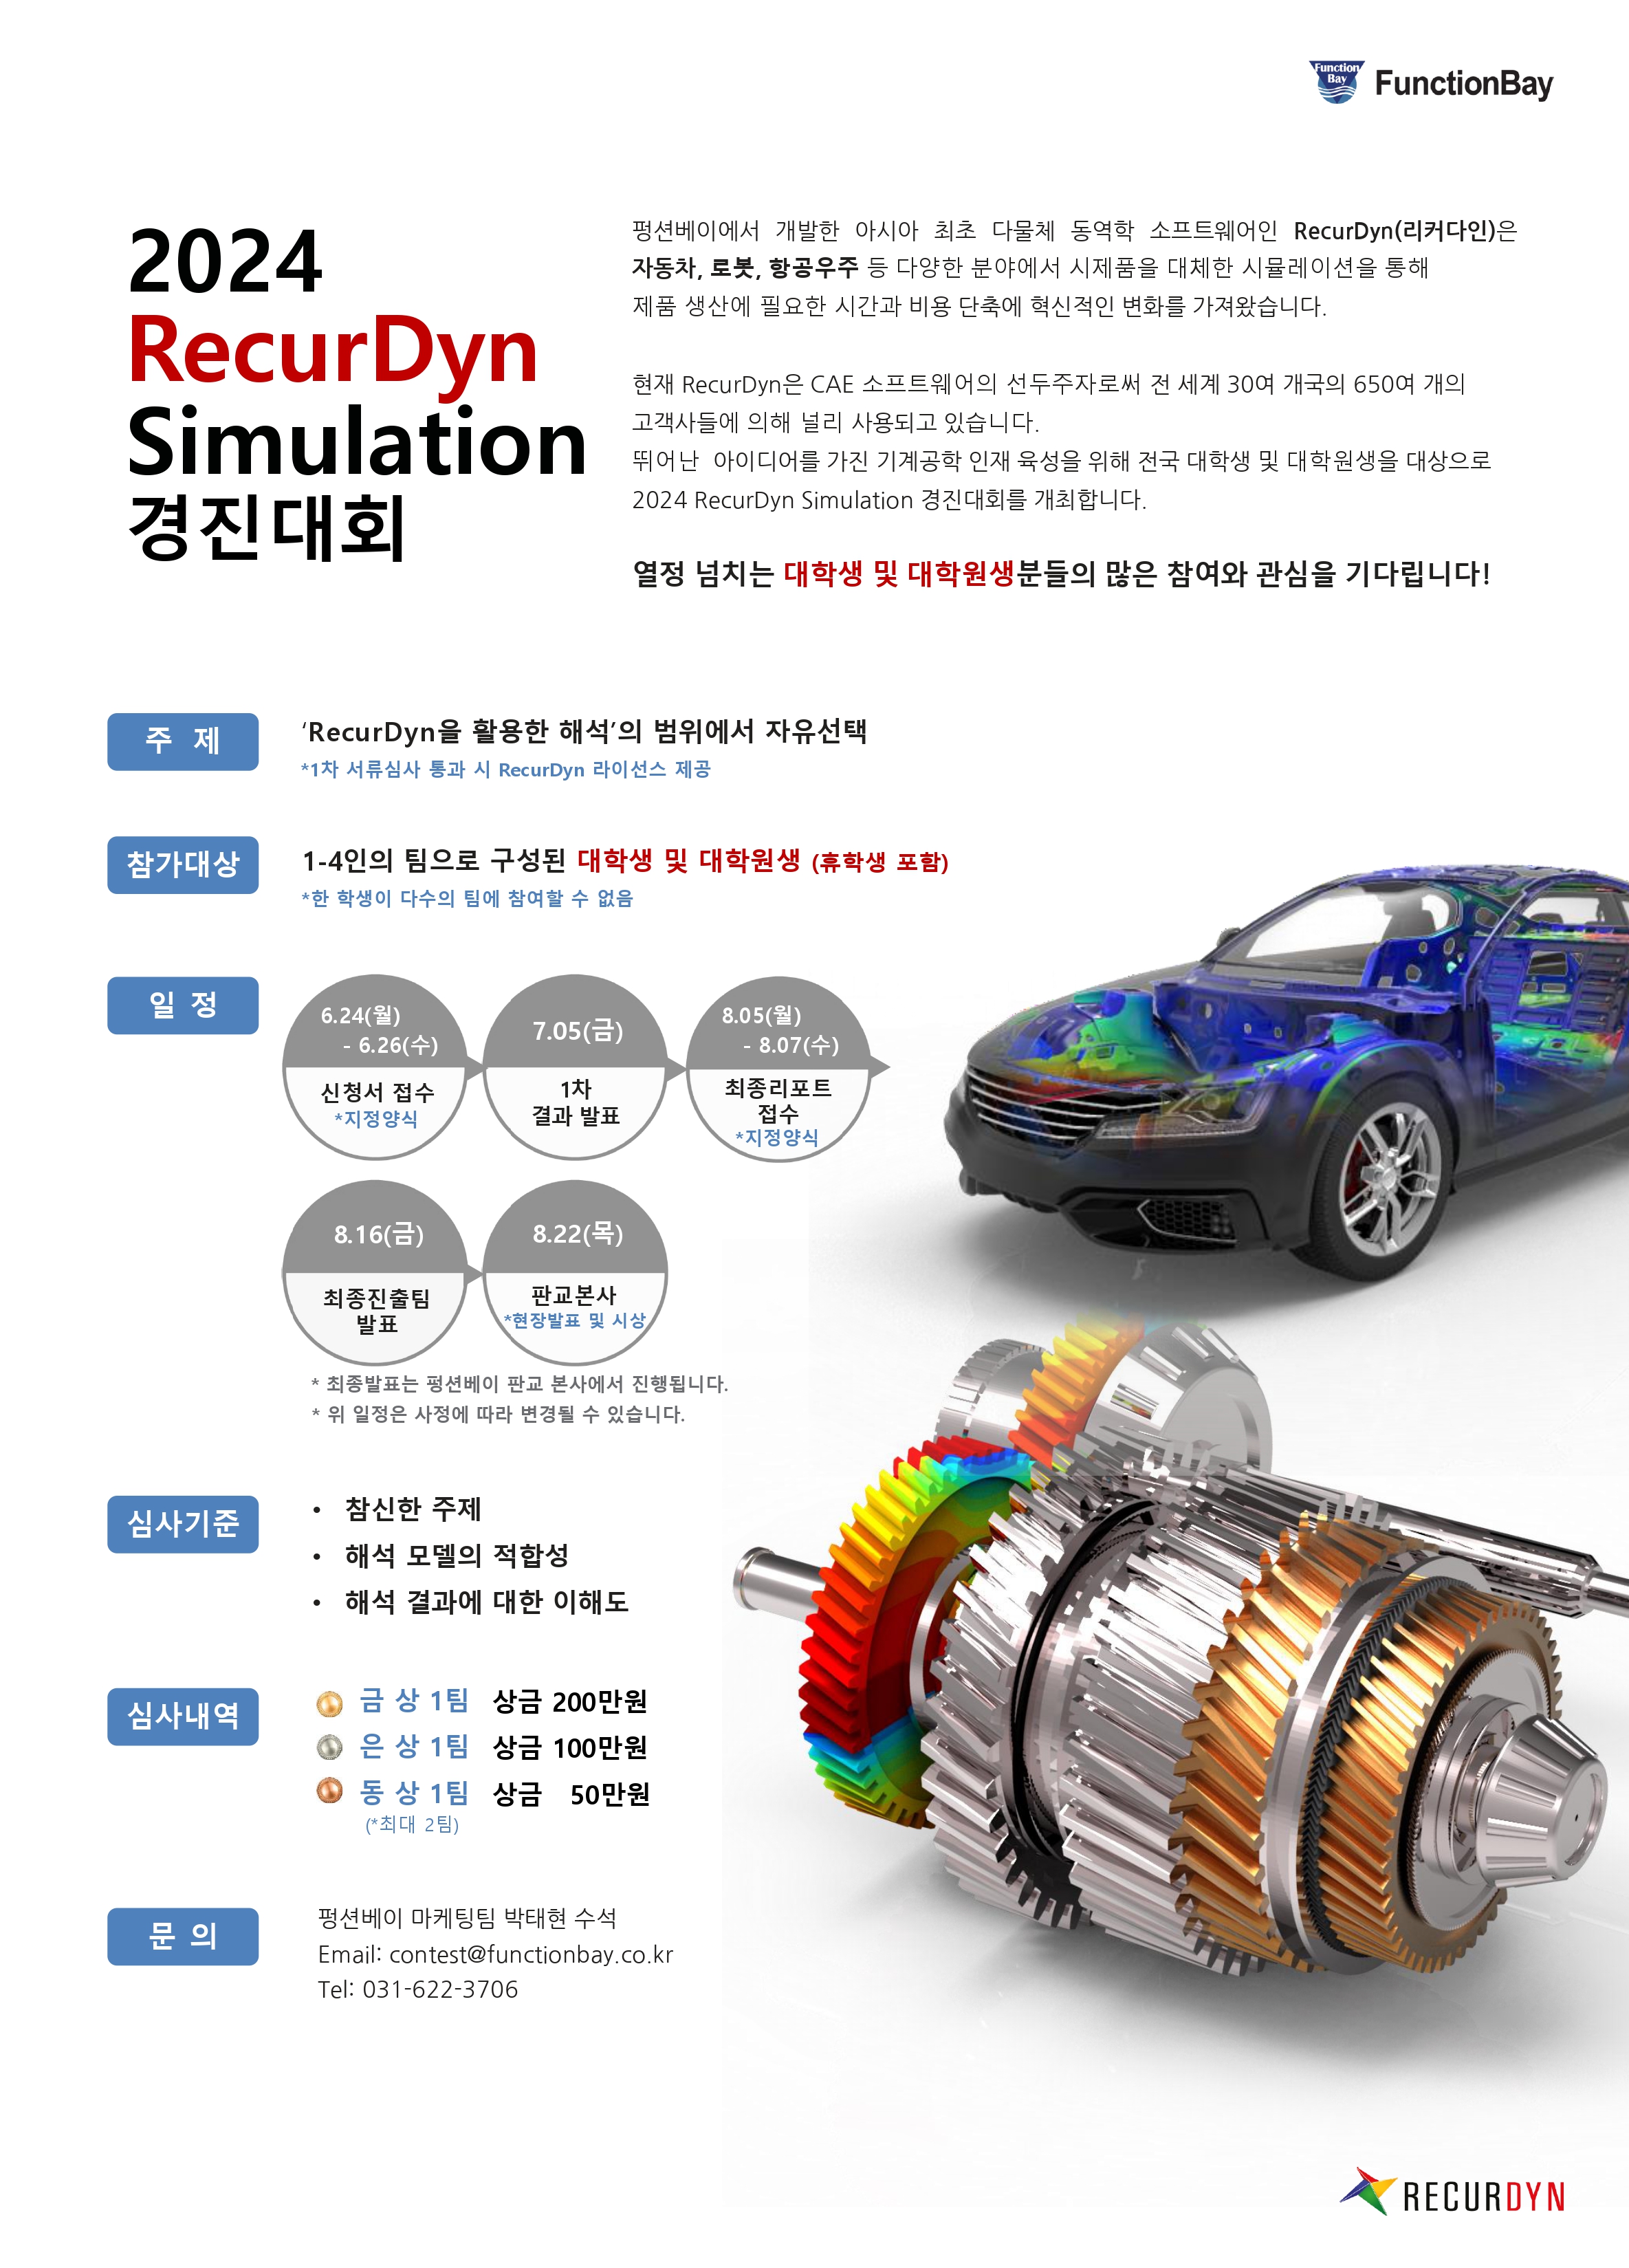 Function
Bay
FunctionBay
2024
RecurDyn
Simulation
경진대회
펑션베이에서 개발한 아시아 최초 다물체 동역학 소프트웨어인 RecurDyn(리커다인)은
자동차, 로봇, 항공우주 등 다양한 분야에서 시제품을 대체한 시뮬레이션을 통해
제품 생산에 필요한 시간과 비용 단축에 혁신적인 변화를 가져왔습니다.
현재 RecurDyn은 CAE 소프트웨어의 선두주자로써 전 세계 30여 개국의 650여 개의
고객사들에 의해 널리 사용되고 있습니다.
뛰어난 아이디어를 가진 기계공학 인재 육성을 위해 전국 대학생 및 대학원생을 대상으로
2024 RecurDyn Simulation 경진대회를 개최합니다.
열정 넘치는 대학생 및 대학원생분들의 많은 참여와 관심을 기다립니다!
주 제
‘RecurDyn을 활용한 해석’의 범위에서 자유선택
*1차 서류심사 통과 시 RecurDyn 라이선스 제공
참가대상
1-4인의 팀으로 구성된 대학생 및 대학원생 (휴학생 포함)
*한 학생이 다수의 팀에 참여할 수 없음
일 정
6.24(월)
- 6.26(수)
신청서 접수
*지정양식
7.05(금)
1차
결과 발표
8.05(월)
- 8.07(수)
최종리포트
접수
*지정양식
8.16(금)
최종진출팀
발표
8.22(목)
판교본사
*현장발표 및 시상
* 최종발표는 펑션베이 판교 본사에서 진행됩니다.
* 위 일정은 사정에 따라 변경될 수 있습니다.
심사기준
• 참신한 주제
• 해석 모델의 적합성
• 해석 결과에 대한 이해도
심사내역
금 상 1팀 상금 200만원
은 상 1팀 상금 100만원
동 상 1팀 상금 50만원
(*최대 2팀)
문 의
펑션베이 마케팅팀 박태현 수석
Email: contest@functionbay.co.kr
Tel: 031-622-3706
RECURDYN